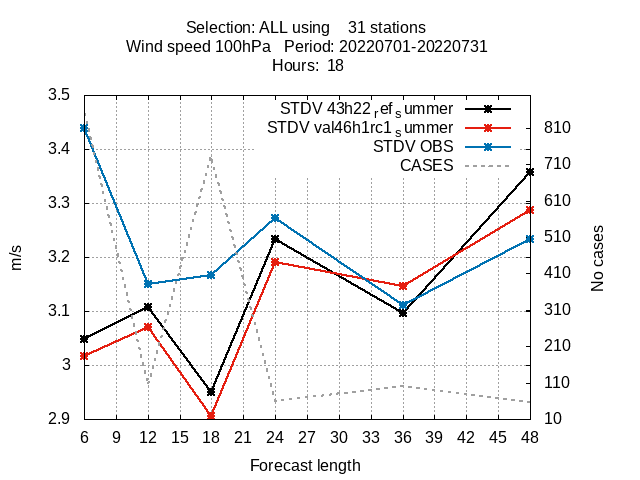 Selection: ALL using    31 stations
Wind speed 100hPa   Period: 20220701-20220731
Hours:  18
STDV 43h22_ref_summer
STDV val46h1rc1_summer
STDV OBS
CASES
3.5
3.4
3.3
3.2
3.1
3
2.9
m/s
810
710
610
510
410
310
210
110
10
No cases
6 9 12 15 18 21 24 27 30 33 36 39 42 45 48
Forecast length